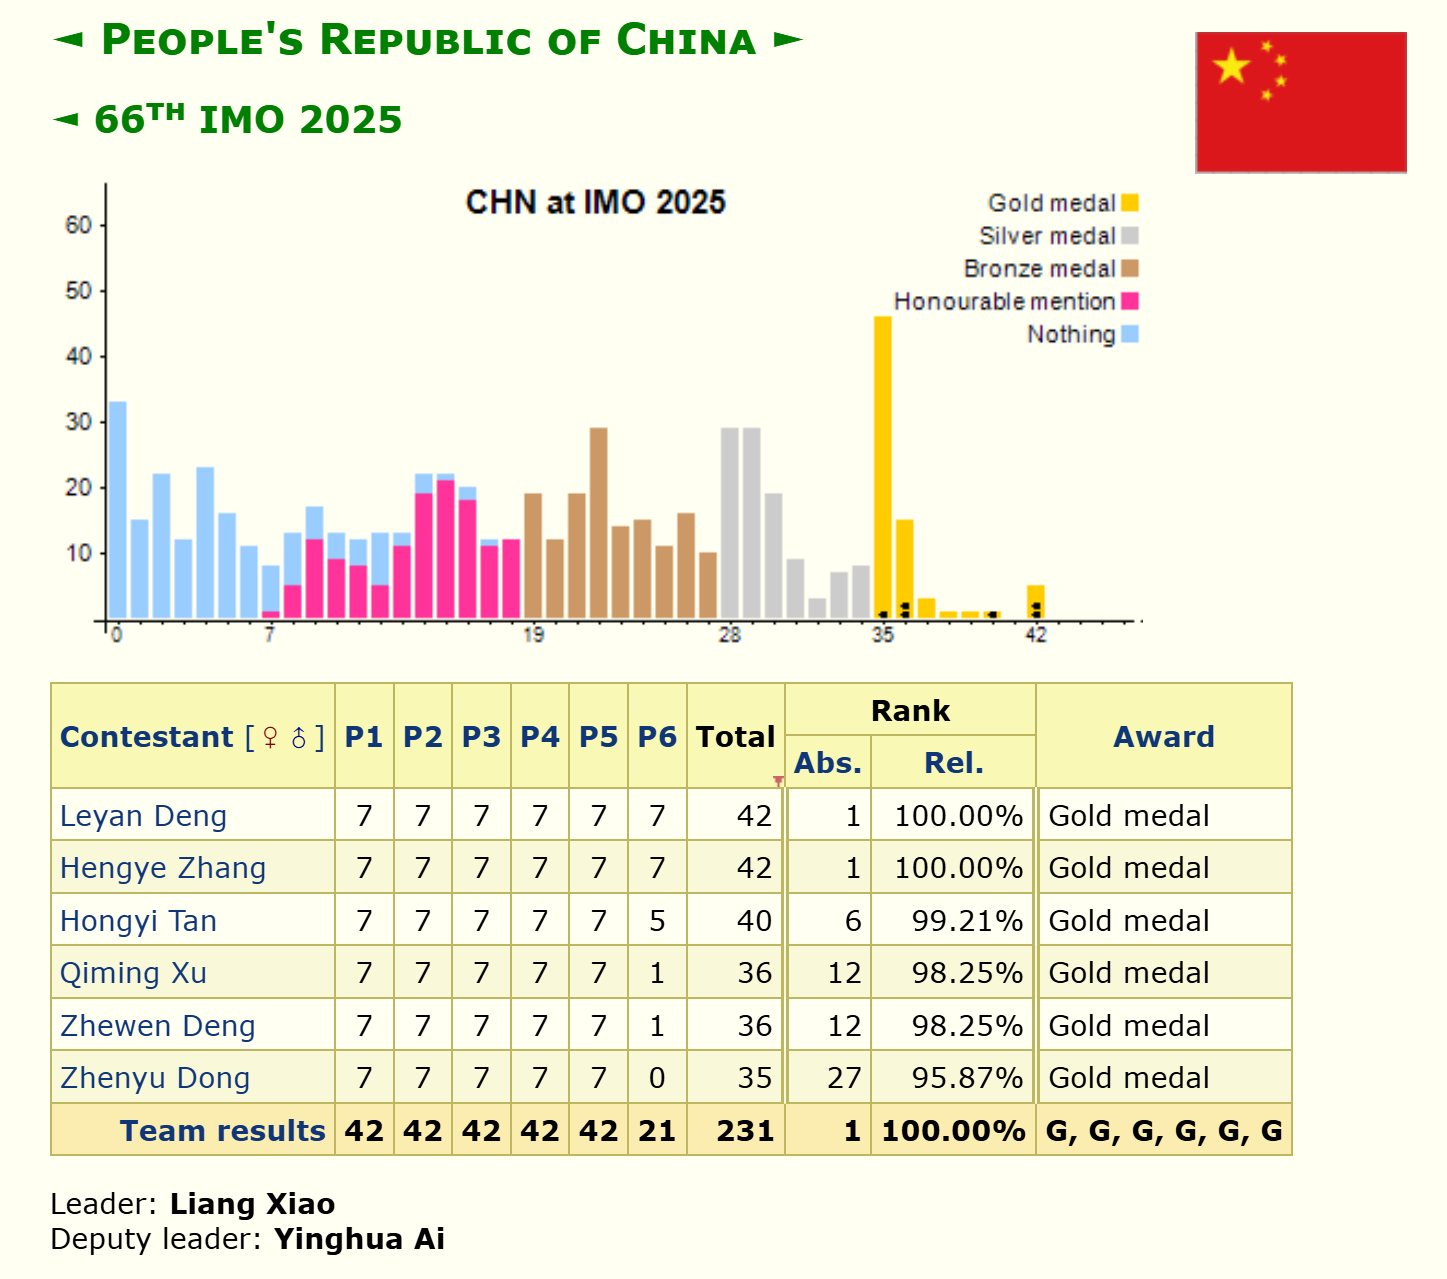 ◄ People's Republic of China ►
◄ 66TH IMO 2025
CHN at IMO 2025
Gold medal
Silver medal
Bronze medal
Honourable mention
Nothing
60
50
40
30
20
10
0 7 19 28 35 42
Contestant [♀ ♂] P1 P2 P3 P4 P5 P6 Total Rank Award
Abs. Rel.
Leyan Deng 7 7 7 7 7 7 42 1 100.00% Gold medal
Hengye Zhang 7 7 7 7 7 7 42 1 100.00% Gold medal
Hongyi Tan 7 7 7 7 7 5 40 6 99.21% Gold medal
Qiming Xu 7 7 7 7 7 1 36 12 98.25% Gold medal
Zhewen Deng 7 7 7 7 7 1 36 12 98.25% Gold medal
Zhenyu Dong 7 7 7 7 7 0 35 27 95.87% Gold medal
Team results 42 42 42 42 42 21 231 1 100.00% G, G, G, G, G, G
Leader: Liang Xiao
Deputy leader: Yinghua Ai